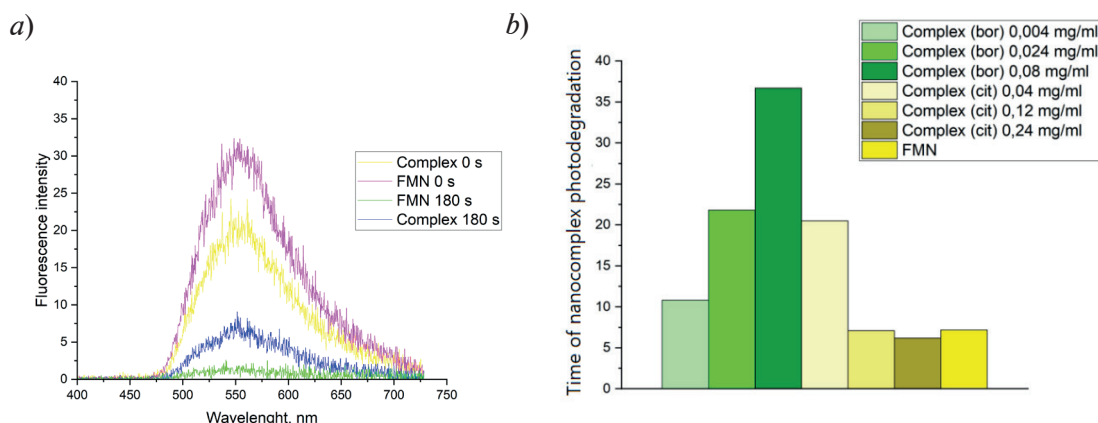 a)
40
35
30
25
20
15
10
5
0
400 450 500 550 600 650 700 750
Fluorescence intensity
Wavelenght, nm
Complex 0 s
FMN 0 s
FMN 180 s
Complex 180 s
b)
40
35
30
25
20
15
10
5
0
Time of nanocomplex photodegradation
Complex (bor) 0,004 mg/ml
Complex (bor) 0,024 mg/ml
Complex (bor) 0,08 mg/ml
Complex (cit) 0,04 mg/ml
Complex (cit) 0,12 mg/ml
Complex (cit) 0,24 mg/ml
FMN